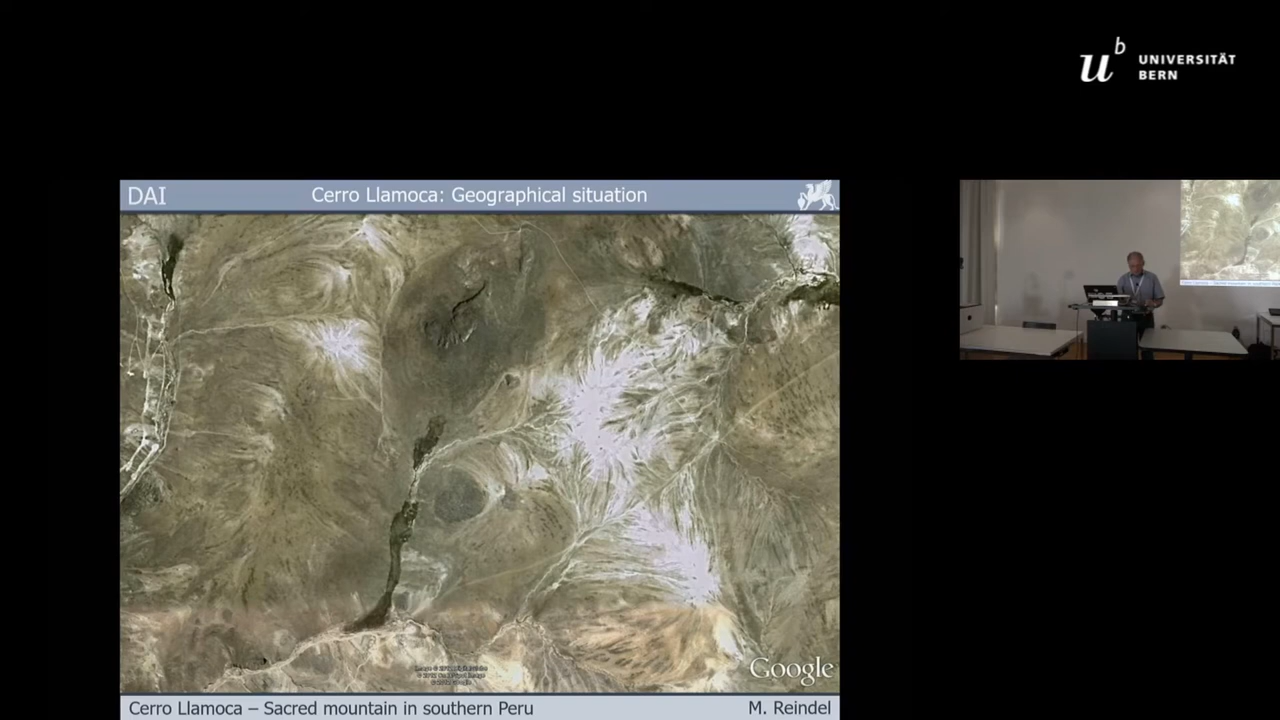 u^b UNIVERSITÄT
BERN
DAI
Cerro Llamoca: Geographical situation
Google
Cerro Llamoca – Sacred mountain in southern Peru
M. Reindel